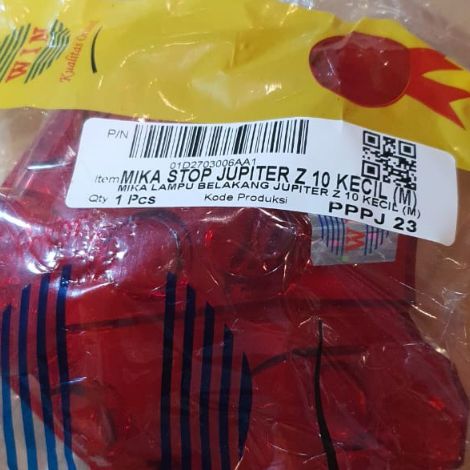 WIN
Kualitas
P/N
01D2703006AA1
Item MIKA STOP JUPITER Z 10 KECIL (M)
MIKA LAMPU BELAKANG JUPITER Z 10 KECIL (M)
Qty 1 Pcs Kode Produksi PPPJ 23
WIN